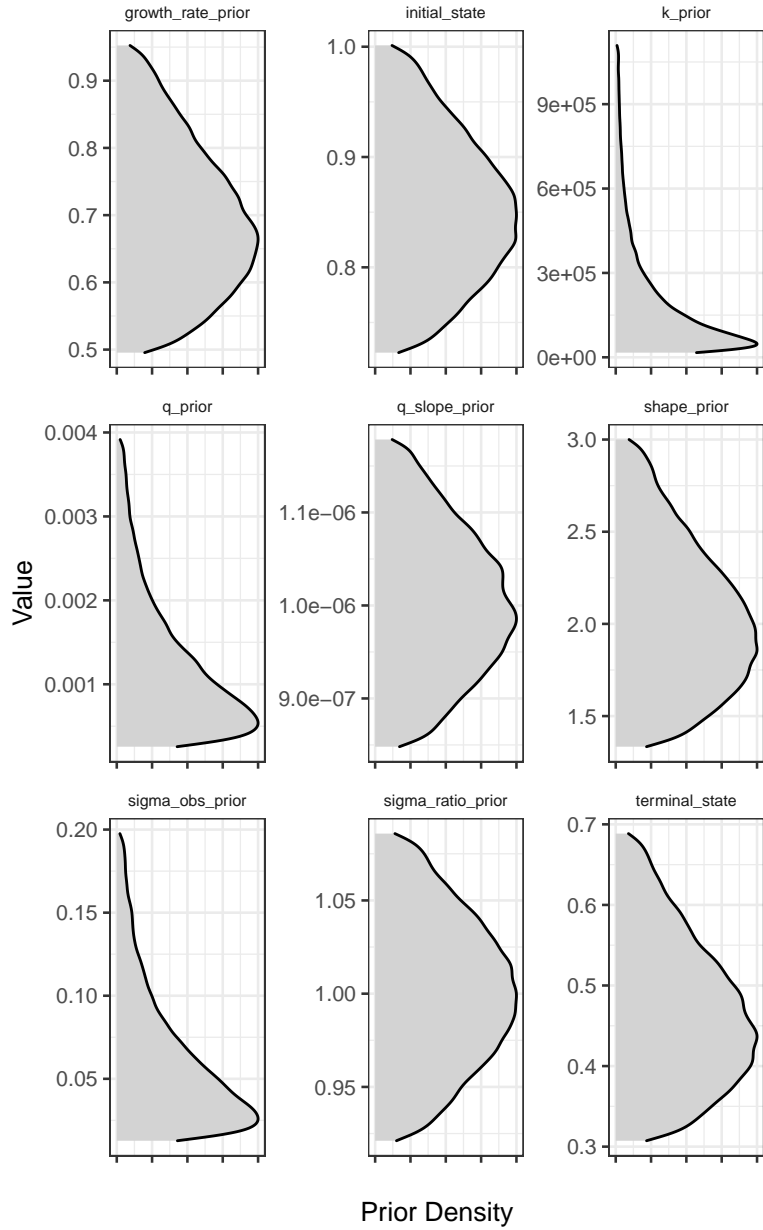 growth_rate_prior
initial_state
k_prior
0.9
0.8
0.7
0.6
0.5
1.0
0.9
0.8
9e+05
6e+05
3e+05
0e+00
q_prior
q_slope_prior
shape_prior
0.004
0.003
0.002
0.001
1.1e−06
1.0e−06
9.0e−07
3.0
2.5
2.0
1.5
Value
sigma_obs_prior
sigma_ratio_prior
terminal_state
0.20
0.15
0.10
0.05
1.05
1.00
0.95
0.7
0.6
0.5
0.4
0.3
Prior Density